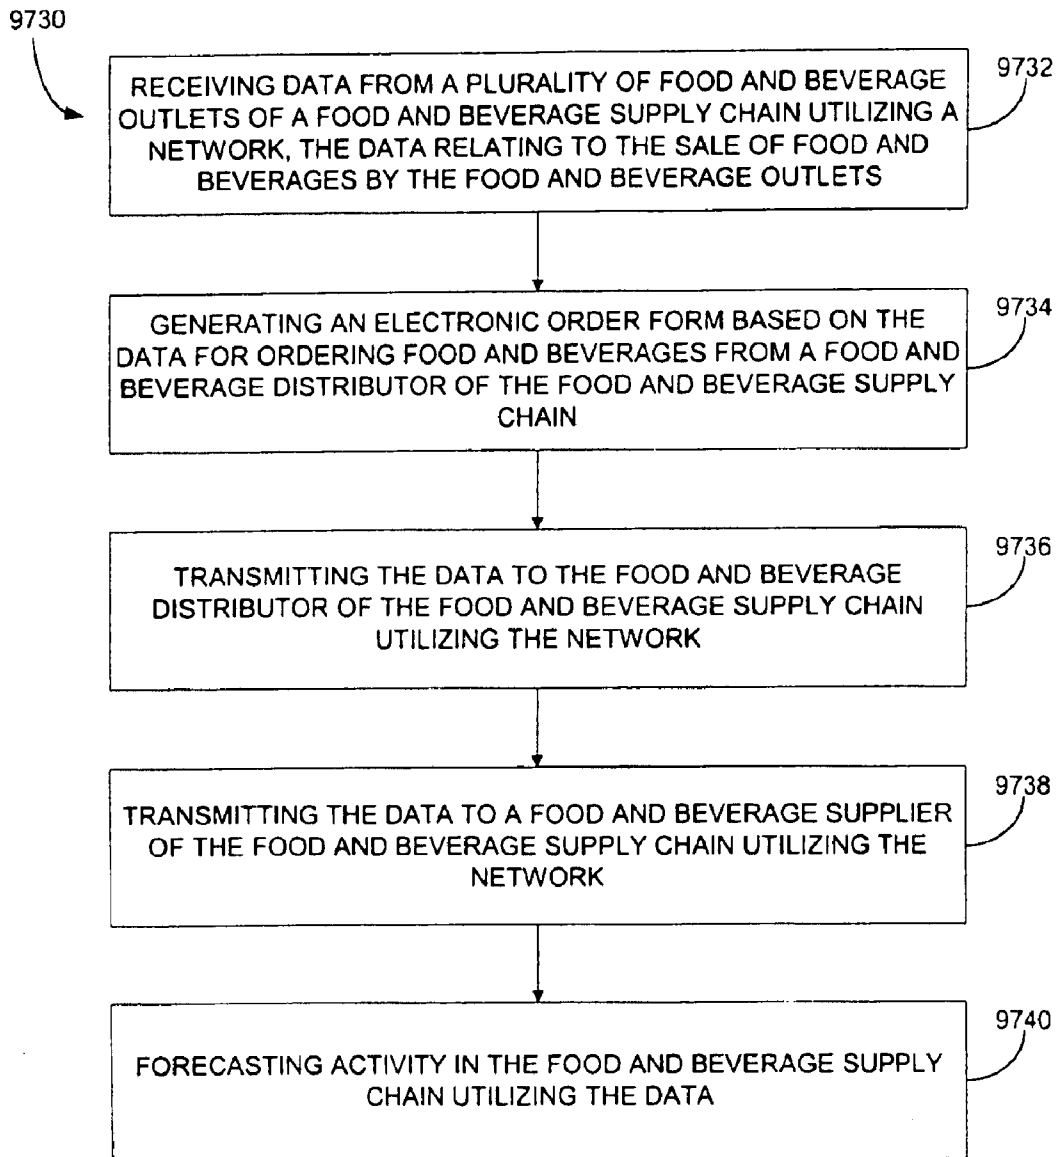 9730
RECEIVING DATA FROM A PLURALITY OF FOOD AND BEVERAGE
OUTLETS OF A FOOD AND BEVERAGE SUPPLY CHAIN UTILIZING A
NETWORK, THE DATA RELATING TO THE SALE OF FOOD AND
BEVERAGES BY THE FOOD AND BEVERAGE OUTLETS
9732
GENERATING AN ELECTRONIC ORDER FORM BASED ON THE
DATA FOR ORDERING FOOD AND BEVERAGES FROM A FOOD AND
BEVERAGE DISTRIBUTOR OF THE FOOD AND BEVERAGE SUPPLY
CHAIN
9734
TRANSMITTING THE DATA TO THE FOOD AND BEVERAGE
DISTRIBUTOR OF THE FOOD AND BEVERAGE SUPPLY CHAIN
UTILIZING THE NETWORK
9736
TRANSMITTING THE DATA TO A FOOD AND BEVERAGE SUPPLIER
OF THE FOOD AND BEVERAGE SUPPLY CHAIN UTILIZING THE
NETWORK
9738
FORECASTING ACTIVITY IN THE FOOD AND BEVERAGE SUPPLY
CHAIN UTILIZING THE DATA
9740